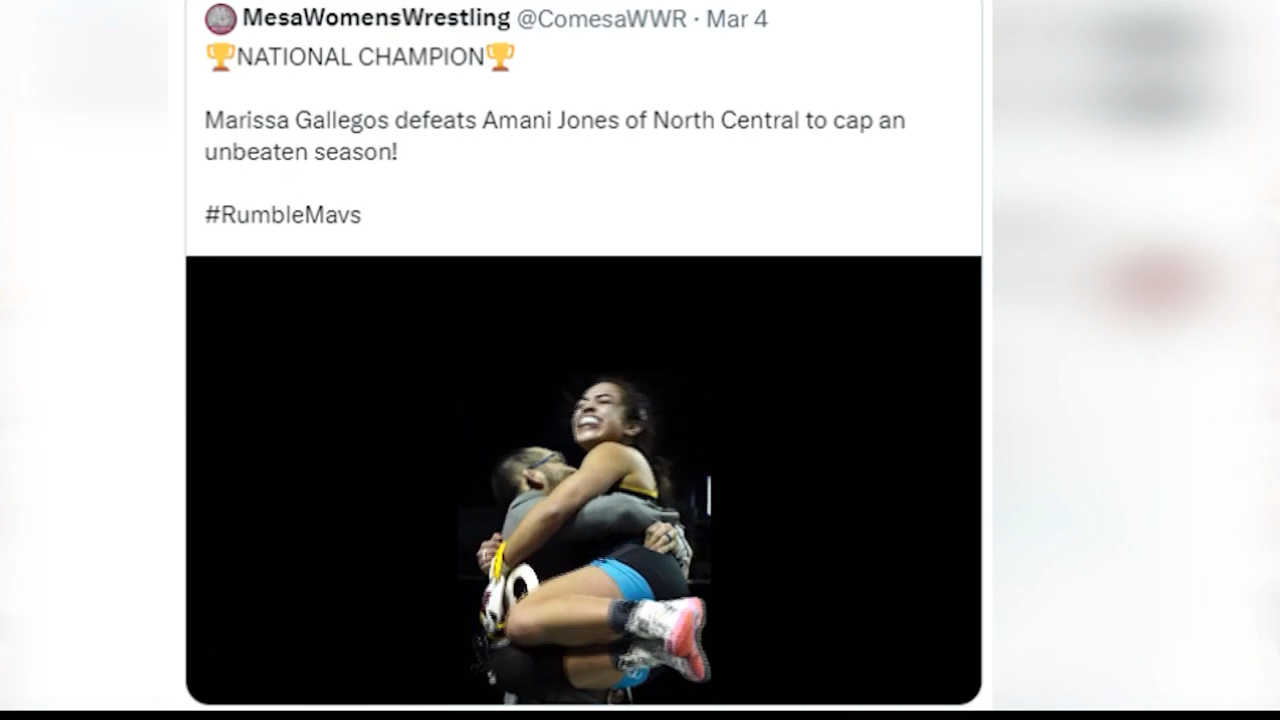 MesaWomensWrestling @ComesaWWR · Mar 4
🏆NATIONAL CHAMPION🏆
Marissa Gallegos defeats Amani Jones of North Central to cap an
unbeaten season!
#RumbleMavs